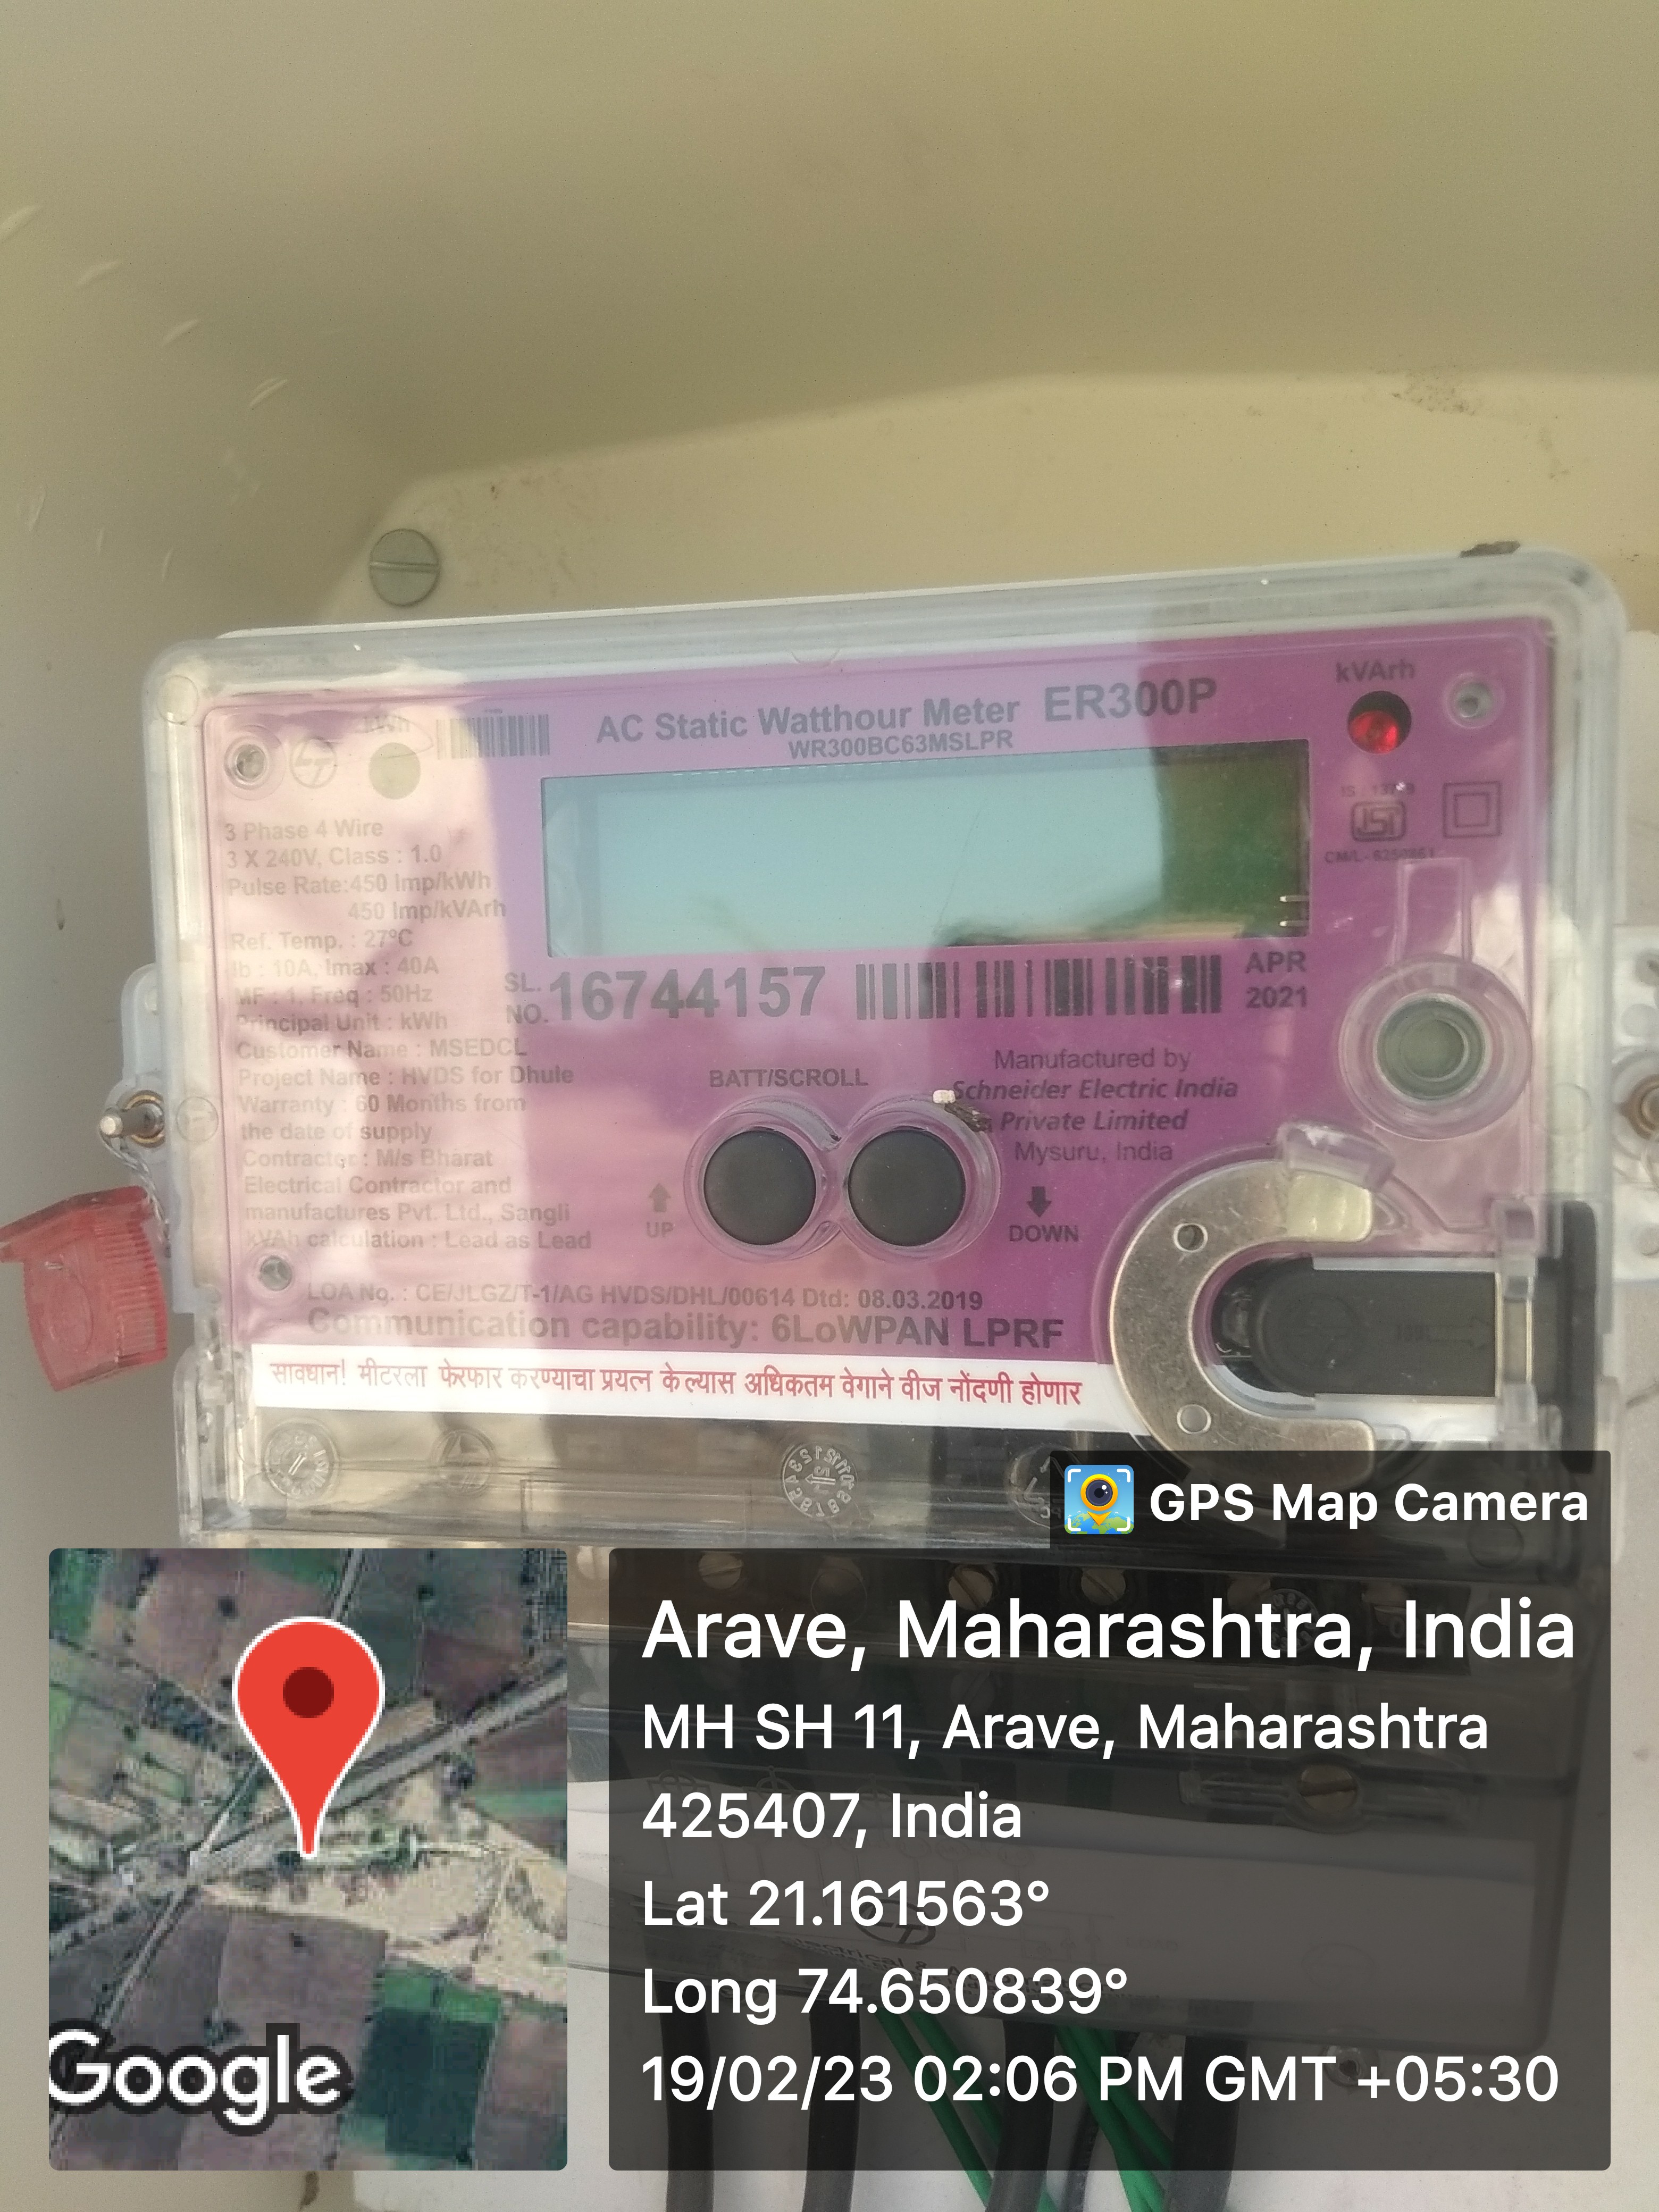 kWh
AC Static Watthour Meter ER300P
WR300BC63MSLPR
kVArh
3 Phase 4 Wire
3 X 240V, Class : 1.0
Pulse Rate:450 Imp/kWh
450 Imp/kVArh
Ref. Temp. : 27°C
Ib : 10A, Imax : 40A
MF : 1, Freq : 50Hz
Principal Unit : kWh
Customer Name : MSEDCL
Project Name : HVDS for Dhule
Warranty : 60 Months from
the date of supply
Contractor : M/s Bharat
Electrical Contractor and
manufactures Pvt. Ltd., Sangli
kVAh calculation : Lead as Lead
SL. NO. 16744157
APR
2021
BATT/SCROLL
UP
DOWN
Manufactured by
Schneider Electric India
Private Limited
Mysuru, India
LOA No. : CE/JLGZ/T-1/AG HVDS/DHL/00614 Dtd: 08.03.2019
Communication capability: 6LoWPAN LPRF
सावधान! मीटरला फेरफार करण्याचा प्रयत्न केल्यास अधिकतम वेगाने वीज नोंदणी होणार
GPS Map Camera
Arave, Maharashtra, India
MH SH 11, Arave, Maharashtra
425407, India
Lat 21.161563°
Long 74.650839°
19/02/23 02:06 PM GMT +05:30
Google